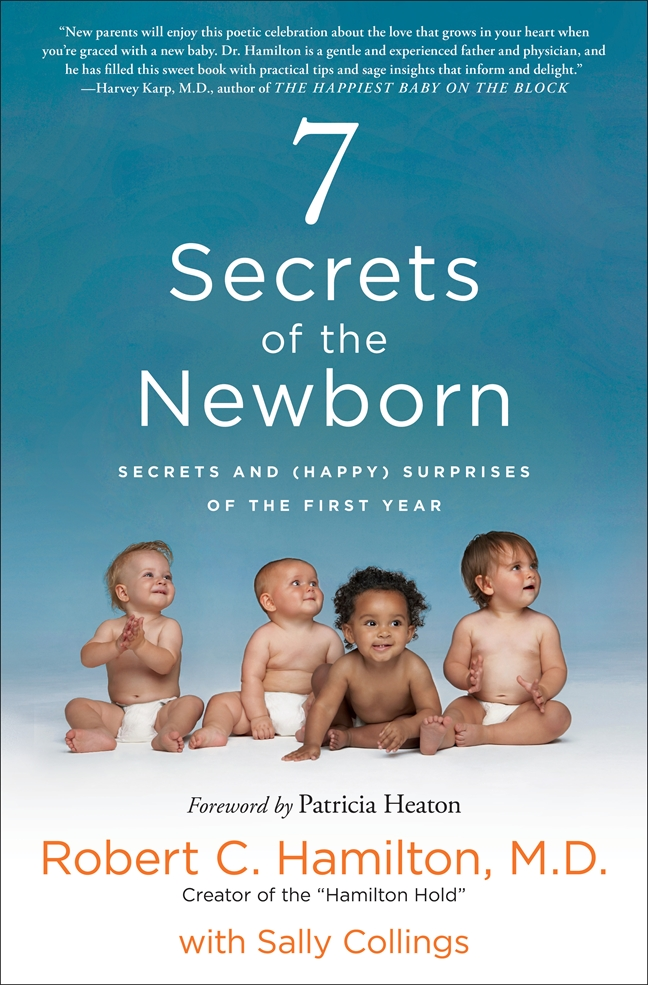 “New parents will enjoy this poetic celebration about the love that grows in your heart when
you’re graced with a new baby. Dr. Hamilton is a gentle and experienced father and physician, and
he has filled this sweet book with practical tips and sage insights that inform and delight.”
—Harvey Karp, M.D., author of THE HAPPIEST BABY ON THE BLOCK
7
Secrets
of the
Newborn
SECRETS AND (HAPPY) SURPRISES
OF THE FIRST YEAR
Foreword by Patricia Heaton
Robert C. Hamilton, M.D.
Creator of the “Hamilton Hold”
with Sally Collings